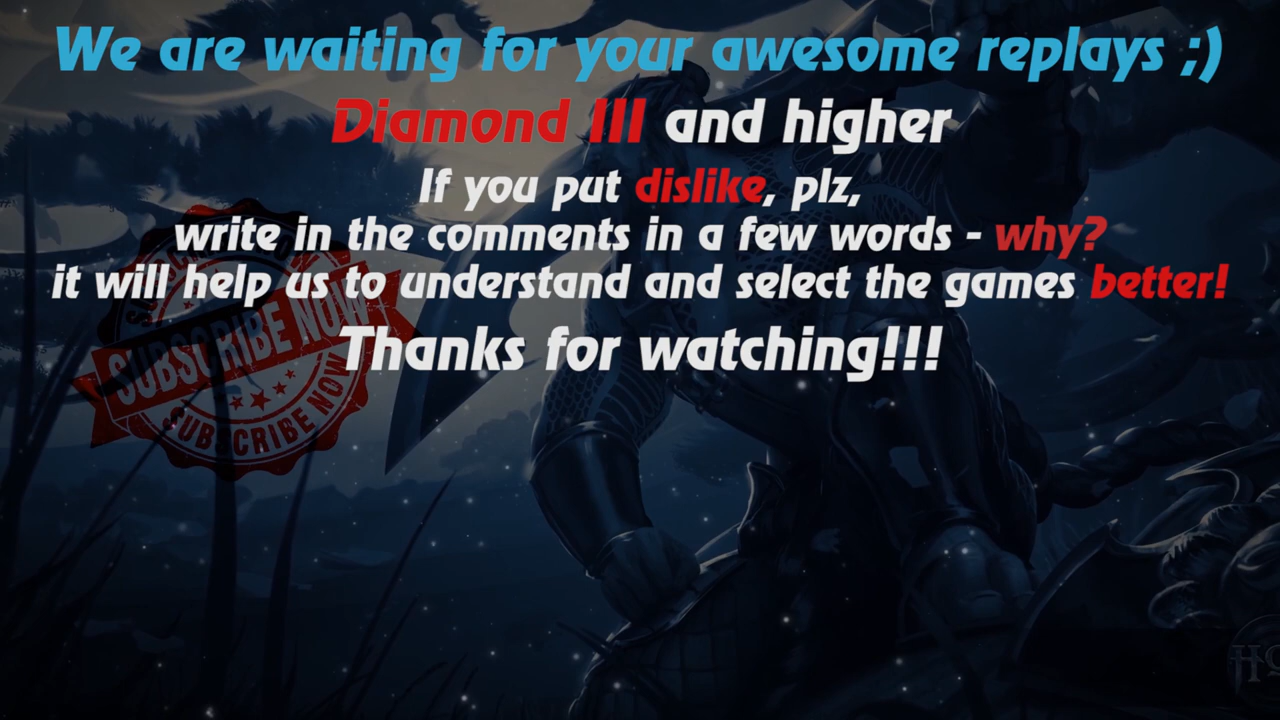 We are waiting for your awesome replays ;)
Diamond III and higher
If you put dislike, plz,
write in the comments in a few words - why?
it will help us to understand and select the games better!
Thanks for watching!!!
SUBSCRIBE NOW
SUBSCRIBE NOW
SUBSCRIBE NOW